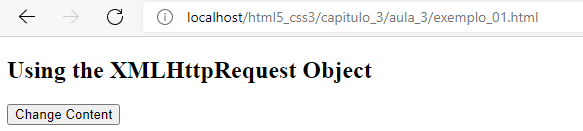 localhost/html5_css3/capitulo_3/aula_3/exemplo_01.html
Using the XMLHttpRequest Object
Change Content